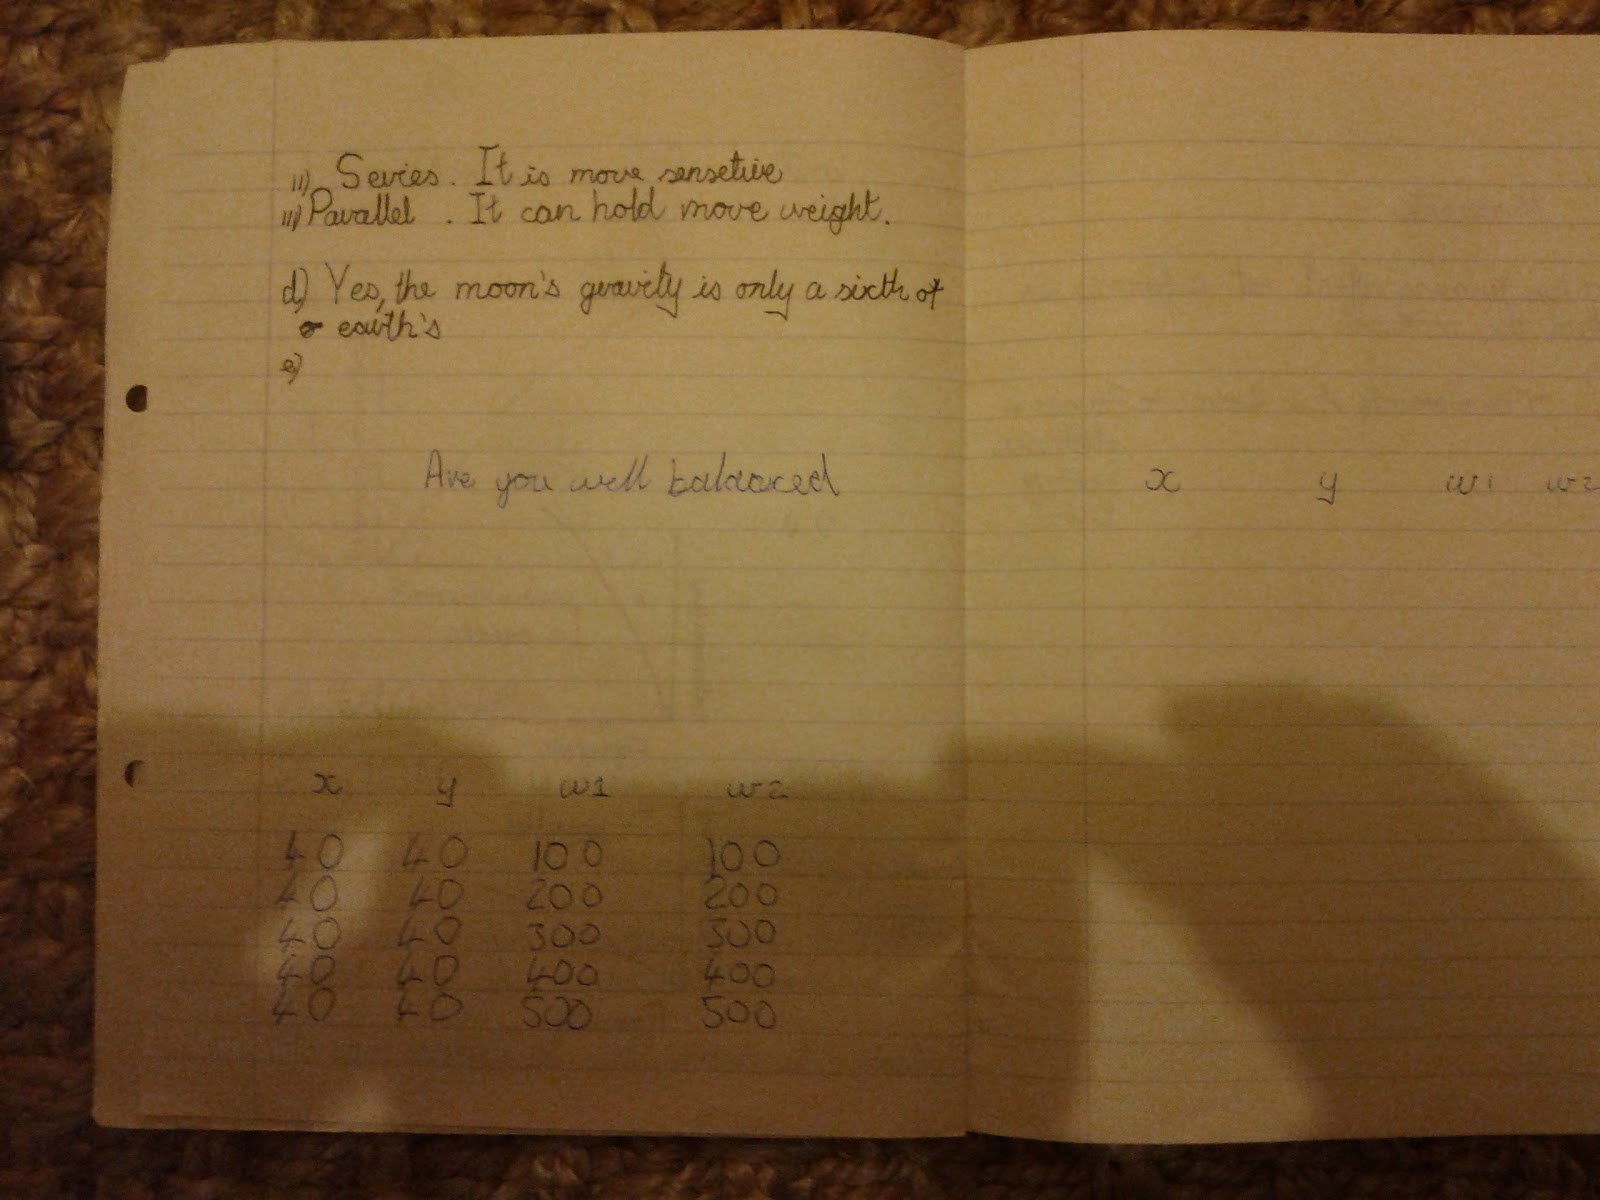 ii) Series. It is more sensetive
iii) Parallel. It can hold more weight.
d) Yes, the moon's gravity is only a sixth of
earth's
e)
Are you well balanced
x y w1 w2
x y w1 w2
40 40 100 100
40 40 200 200
40 40 300 300
40 40 400 400
40 40 500 500